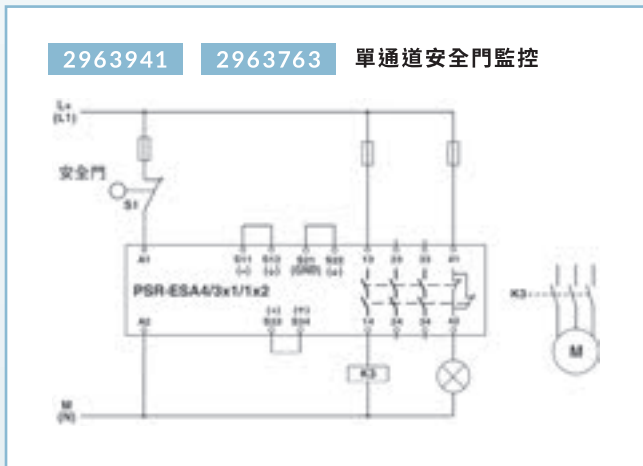 2963941 2963763 單通道安全門監控
L+
(L1)
安全門
S1
A1 S11 S12 S21 S22 13 23 33 41
(−) (+) (GND) (+)
PSR-ESA4/3x1/1x2
(+) (+)
A2 S33 S34 14 24 34 42
K3 K3
M
M
(N)